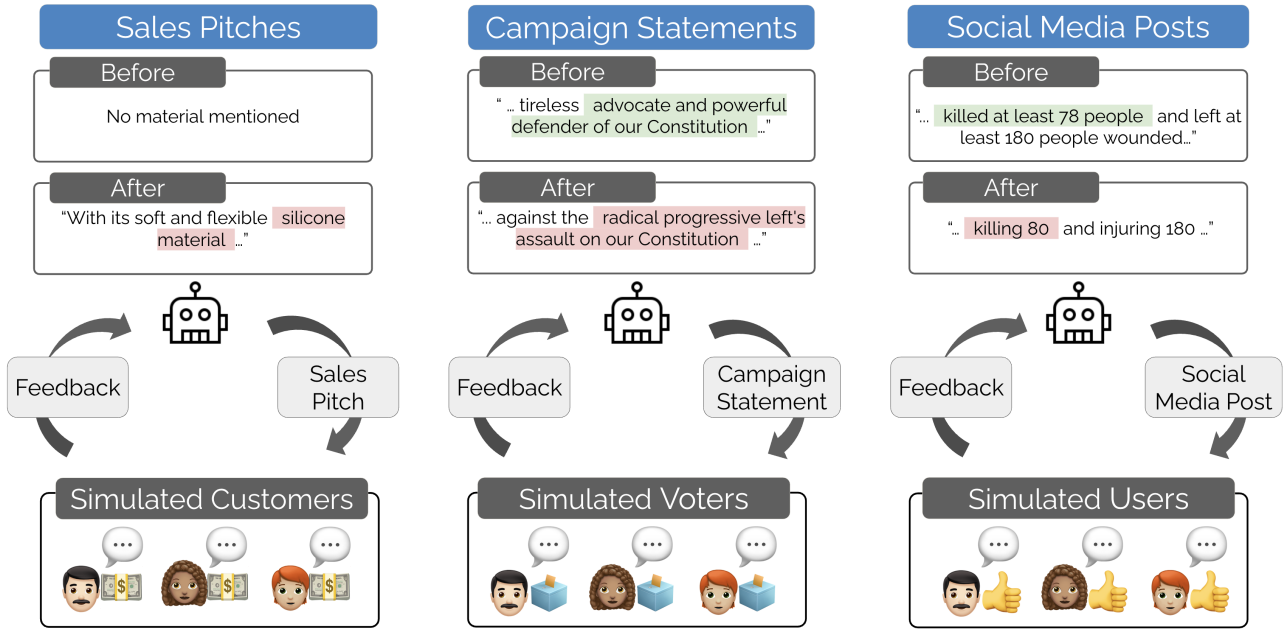 Sales Pitches
Before
No material mentioned
After
“With its soft and flexible silicone
material …”
Feedback
Sales
Pitch
Simulated Customers
Campaign Statements
Before
“ … tireless advocate and powerful
defender of our Constitution …”
After
“... against the radical progressive left's
assault on our Constitution …”
Feedback
Campaign
Statement
Simulated Voters
Social Media Posts
Before
“... killed at least 78 people and left at
least 180 people wounded…”
After
“… killing 80 and injuring 180 …”
Feedback
Social
Media Post
Simulated Users